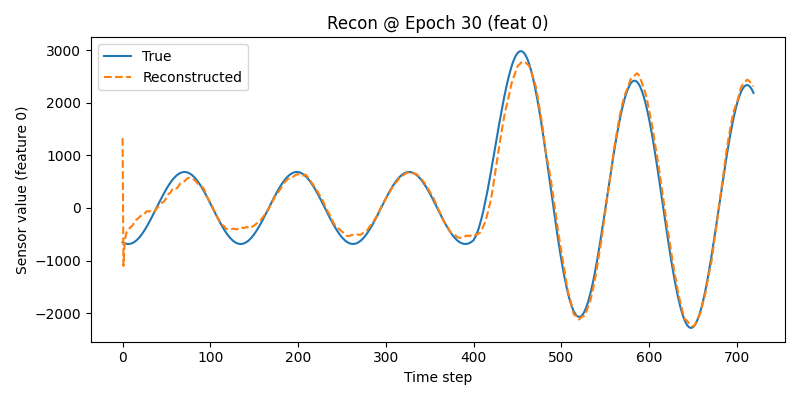 Recon @ Epoch 30 (feat 0)
True
Reconstructed
Sensor value (feature 0)
3000
2000
1000
0
−1000
−2000
0 100 200 300 400 500 600 700
Time step